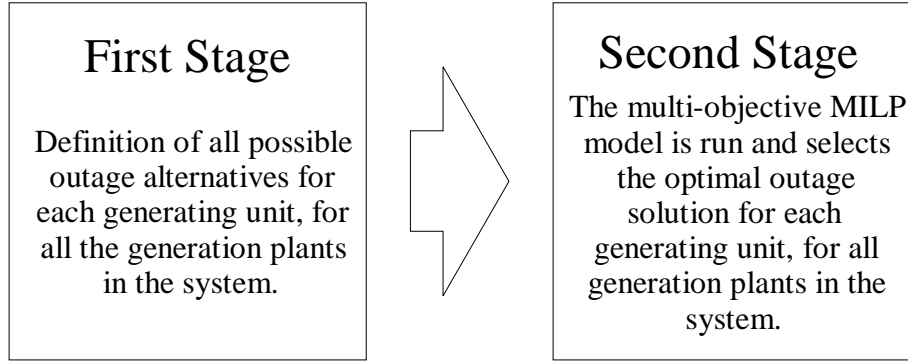 First Stage
Definition of all possible
outage alternatives for
each generating unit, for
all the generation plants
in the system.
Second Stage
The multi-objective MILP
model is run and selects
the optimal outage
solution for each
generating unit, for all
generation plants in the
system.